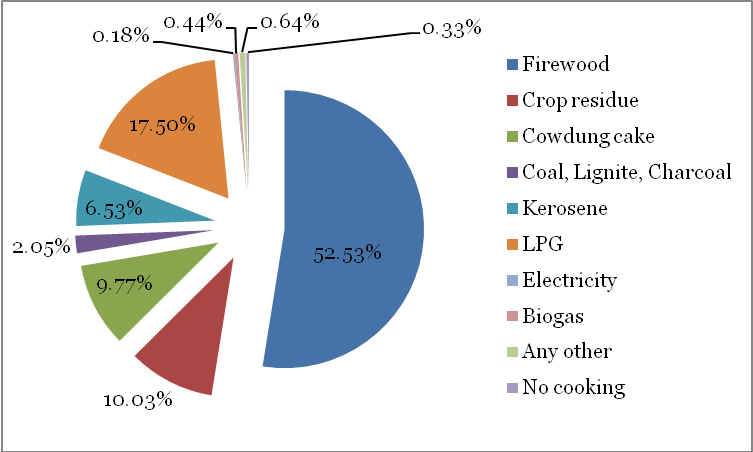 0.44%
0.64%
0.18%
0.33%
17.50%
6.53%
2.05%
9.77%
10.03%
52.53%
Firewood
Crop residue
Cowdung cake
Coal, Lignite, Charcoal
Kerosene
LPG
Electricity
Biogas
Any other
No cooking